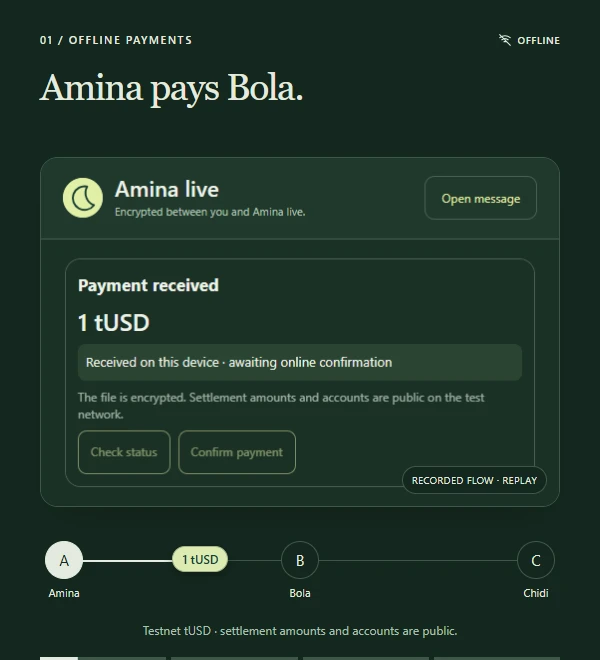 01 / OFFLINE PAYMENTS
OFFLINE
Amina pays Bola.
Amina live
Encrypted between you and Amina live.
Open message
Payment received
1 tUSD
Received on this device · awaiting online confirmation
The file is encrypted. Settlement amounts and accounts are public on the test
network.
Check status
Confirm payment
RECORDED FLOW · REPLAY
A
1 tUSD
B
C
Amina
Bola
Chidi
Testnet tUSD · settlement amounts and accounts are public.